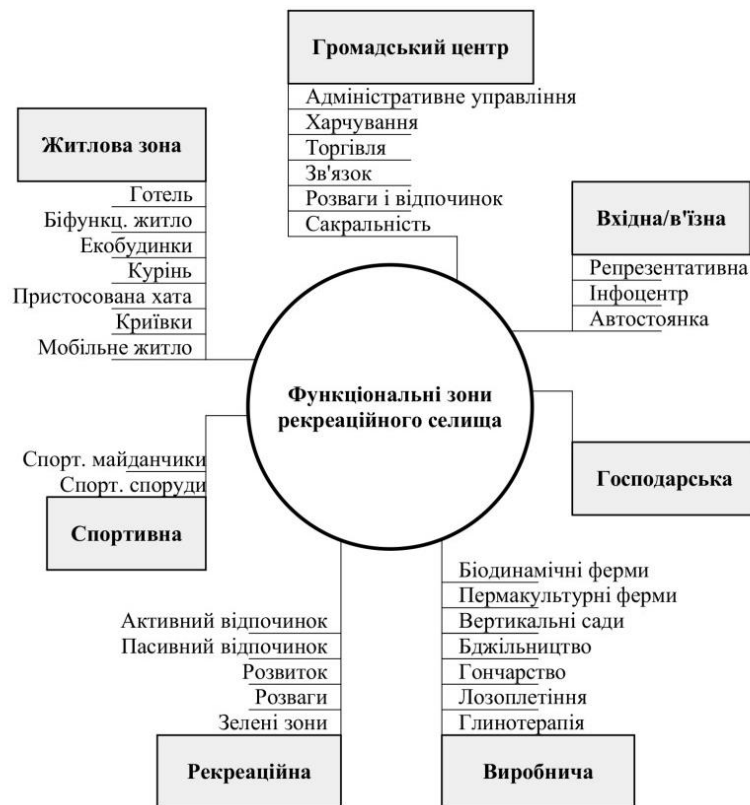 Громадський центр
Адміністративне управління
Харчування
Торгівля
Зв'язок
Розваги і відпочинок
Сакральність
Житлова зона
Готель
Біфункц. житло
Екобудинки
Курінь
Пристосована хата
Криївки
Мобільне житло
Вхідна/в'їзна
Репрезентативна
Інфоцентр
Автостоянка
Функціональні зони
рекреаційного селища
Господарська
Спорт. майданчики
Спорт. споруди
Спортивна
Активний відпочинок
Пасивний відпочинок
Розвиток
Розваги
Зелені зони
Рекреаційна
Біодинамічні ферми
Пермакультурні ферми
Вертикальні сади
Бджільництво
Гончарство
Лозоплетіння
Глинотерапія
Виробнича